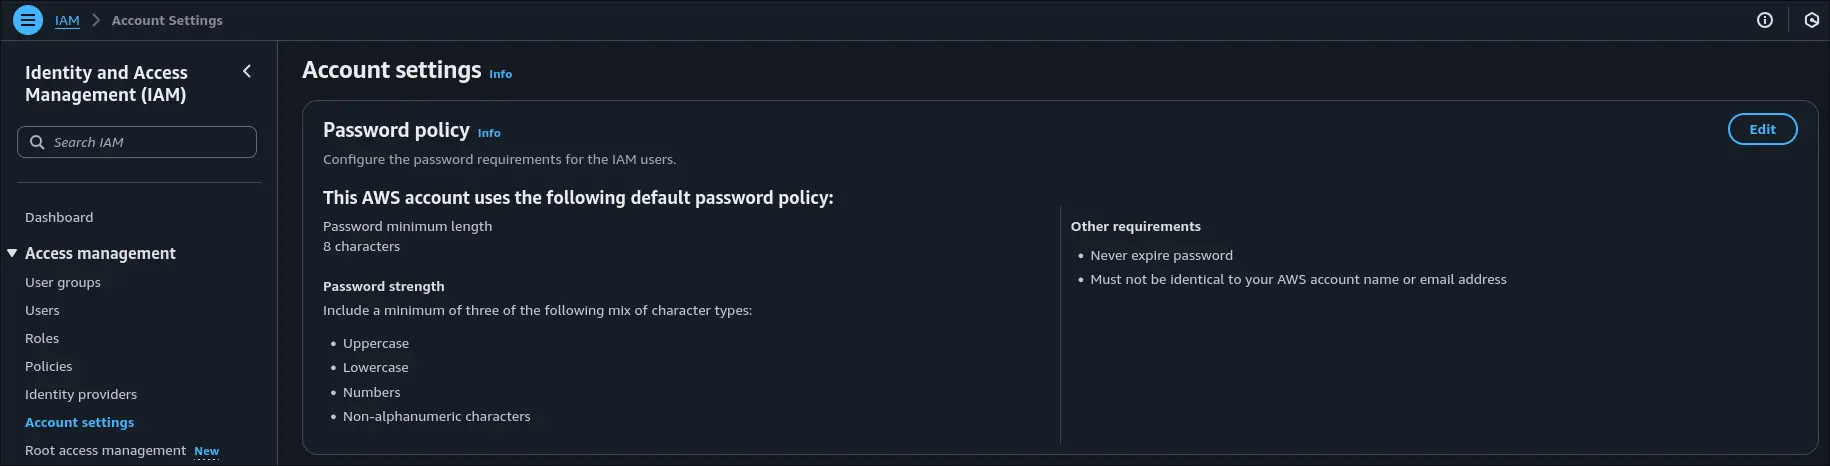 IAM > Account Settings
Identity and Access
Management (IAM)
Search IAM
Dashboard
Access management
User groups
Users
Roles
Policies
Identity providers
Account settings
Root access management New
Account settings Info
Password policy Info
Edit
Configure the password requirements for the IAM users.
This AWS account uses the following default password policy:
Password minimum length
8 characters
Password strength
Include a minimum of three of the following mix of character types:
• Uppercase
• Lowercase
• Numbers
• Non-alphanumeric characters
Other requirements
• Never expire password
• Must not be identical to your AWS account name or email address